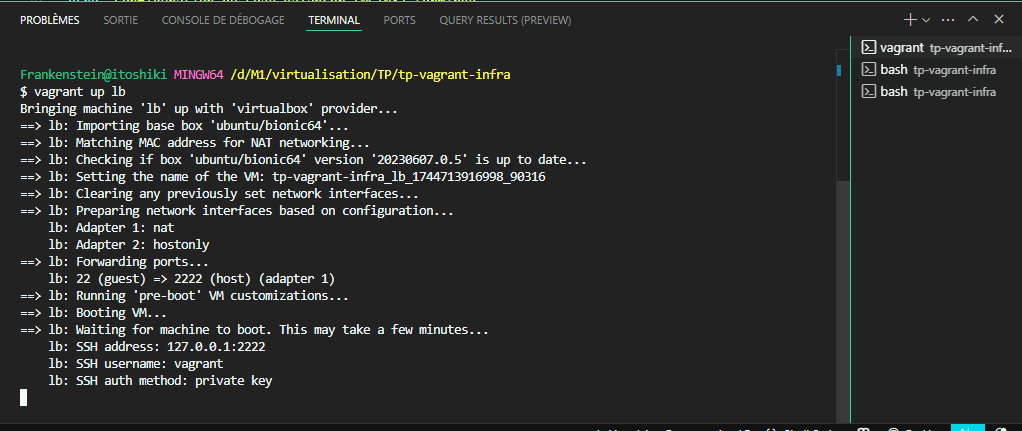 PROBLÈMES SORTIE CONSOLE DE DÉBOGAGE TERMINAL PORTS QUERY RESULTS (PREVIEW)
vagrant tp-vagrant-inf...
bash tp-vagrant-infra
bash tp-vagrant-infra
Frankenstein@itoshiki MINGW64 /d/M1/virtualisation/TP/tp-vagrant-infra
$ vagrant up lb
Bringing machine 'lb' up with 'virtualbox' provider...
==> lb: Importing base box 'ubuntu/bionic64'...
==> lb: Matching MAC address for NAT networking...
==> lb: Checking if box 'ubuntu/bionic64' version '20230607.0.5' is up to date...
==> lb: Setting the name of the VM: tp-vagrant-infra_lb_1744713916998_90316
==> lb: Clearing any previously set network interfaces...
==> lb: Preparing network interfaces based on configuration...
    lb: Adapter 1: nat
    lb: Adapter 2: hostonly
==> lb: Forwarding ports...
    lb: 22 (guest) => 2222 (host) (adapter 1)
==> lb: Running 'pre-boot' VM customizations...
==> lb: Booting VM...
==> lb: Waiting for machine to boot. This may take a few minutes...
    lb: SSH address: 127.0.0.1:2222
    lb: SSH username: vagrant
    lb: SSH auth method: private key